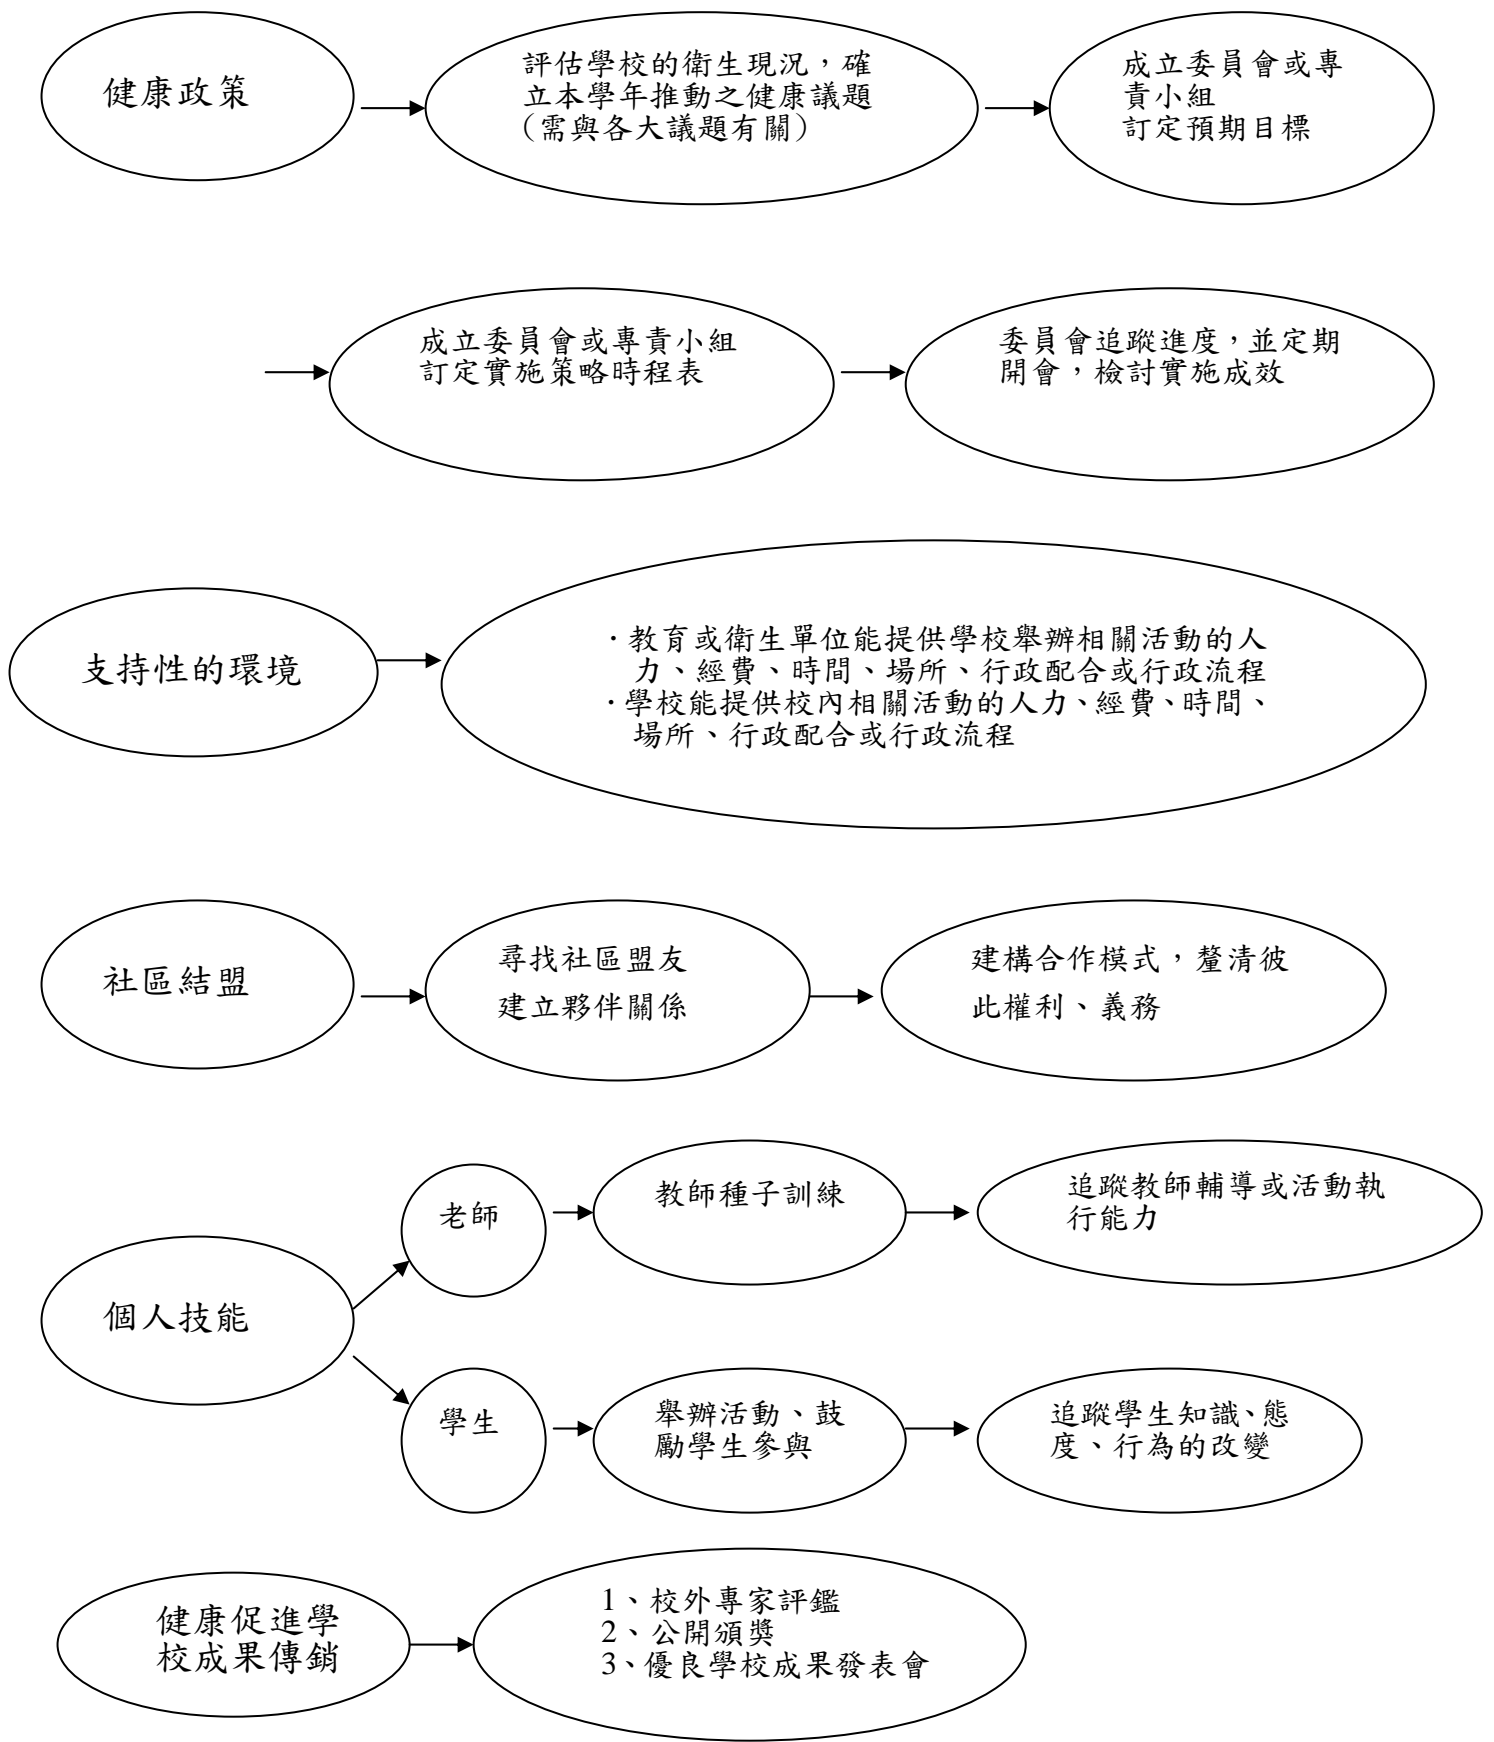 健康政策
評估學校的衛生現況，確
立本學年推動之健康議題
（需與各大議題有關）
成立委員會或專
責小組
訂定預期目標
成立委員會或專責小組
訂定實施策略時程表
委員會追蹤進度，並定期
開會，檢討實施成效
支持性的環境
·教育或衛生單位能提供學校舉辦相關活動的人
力、經費、時間、場所、行政配合或行政流程
·學校能提供校內相關活動的人力、經費、時間、
場所、行政配合或行政流程
社區結盟
尋找社區盟友
建立夥伴關係
建構合作模式，釐清彼
此權利、義務
個人技能
老師
教師種子訓練
追蹤教師輔導或活動執
行能力
學生
舉辦活動、鼓
勵學生參與
追蹤學生知識、態
度、行為的改變
健康促進學
校成果傳銷
1、校外專家評鑑
2、公開頒獎
3、優良學校成果發表會